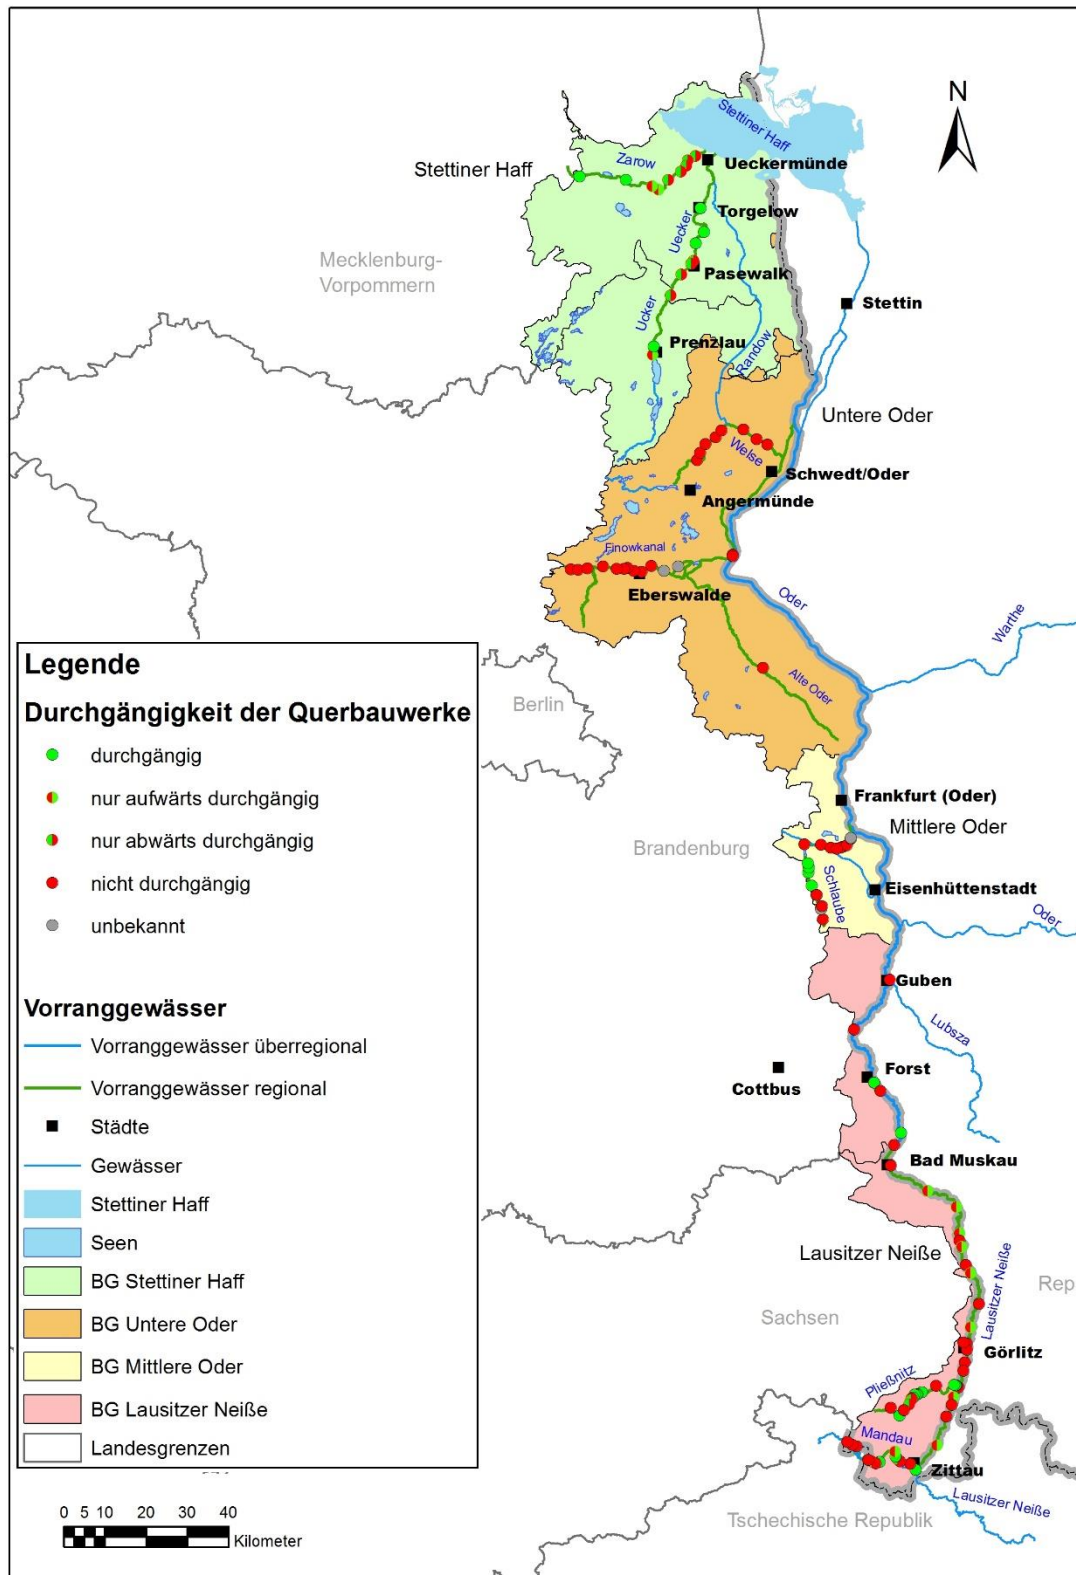 N
Stettiner Haff
Stettiner Haff
Zarow
Ueckermünde
Torgelow
Uecker
Mecklenburg-
Vorpommern
Pasewalk
Stettin
Ucker
Prenzlau
Randow
Untere Oder
Welse
Schwedt/Oder
Angermünde
Finowkanal
Eberswalde
Oder
Warthe
Alte Oder
Berlin
Legende
Durchgängigkeit der Querbauwerke
durchgängig
nur aufwärts durchgängig
nur abwärts durchgängig
nicht durchgängig
unbekannt
Vorranggewässer
Vorranggewässer überregional
Vorranggewässer regional
Städte
Gewässer
Stettiner Haff
Seen
BG Stettiner Haff
BG Untere Oder
BG Mittlere Oder
BG Lausitzer Neiße
Landesgrenzen
Frankfurt (Oder)
Mittlere Oder
Brandenburg
Schlaube
Eisenhüttenstadt
Oder
Guben
Lubsza
Forst
Cottbus
Bad Muskau
Lausitzer Neiße
Lausitzer Neiße
Rep
Sachsen
Görlitz
Pließnitz
Mandau
Zittau
Lausitzer Neiße
Tschechische Republik
0 5 10 20 30 40
Kilometer